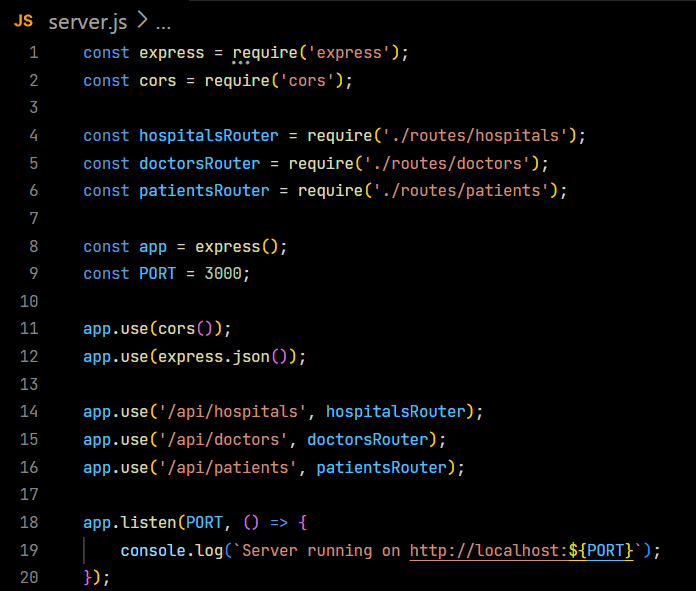 JS server.js > ...
1 const express = require('express');
2 const cors = require('cors');
3
4 const hospitalsRouter = require('./routes/hospitals');
5 const doctorsRouter = require('./routes/doctors');
6 const patientsRouter = require('./routes/patients');
7
8 const app = express();
9 const PORT = 3000;
10
11 app.use(cors());
12 app.use(express.json());
13
14 app.use('/api/hospitals', hospitalsRouter);
15 app.use('/api/doctors', doctorsRouter);
16 app.use('/api/patients', patientsRouter);
17
18 app.listen(PORT, () => {
19     console.log(`Server running on http://localhost:${PORT}`);
20 });